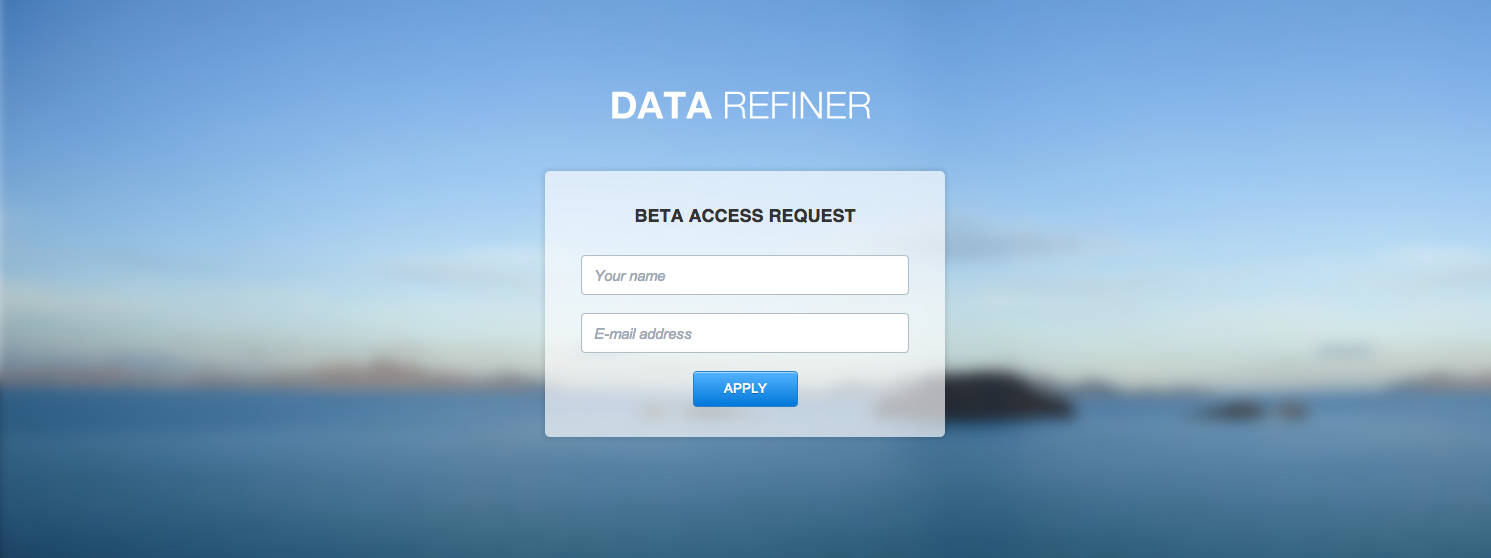 DATA REFINER
BETA ACCESS REQUEST
Your name
E-mail address
APPLY